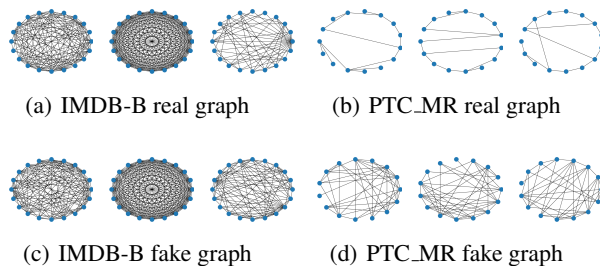 (a) IMDB-B real graph
(b) PTC_MR real graph
(c) IMDB-B fake graph
(d) PTC_MR fake graph